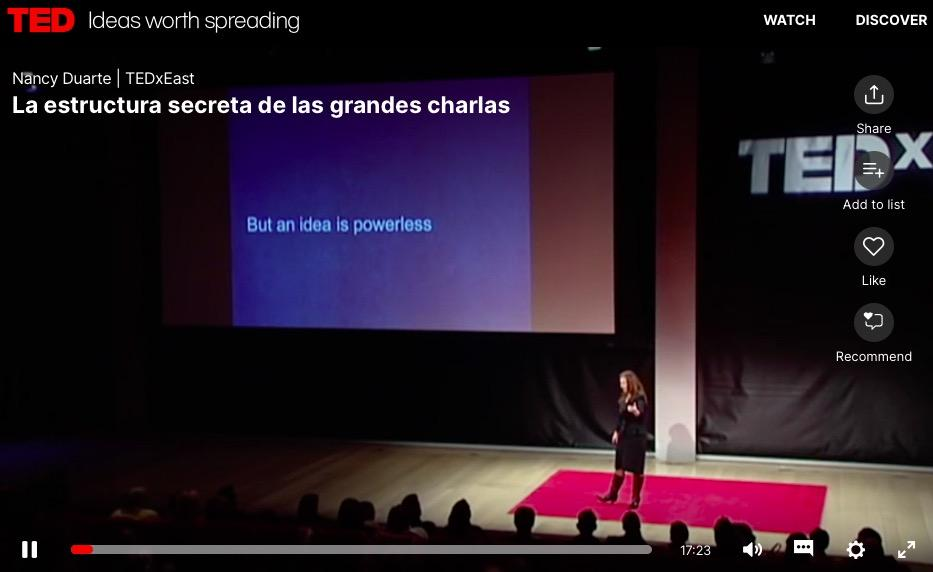 TED Ideas worth spreading WATCH DISCOVER
Nancy Duarte | TEDxEast
La estructura secreta de las grandes charlas
But an idea is powerless
TEDx
Share
Add to list
Like
Recommend
17:23